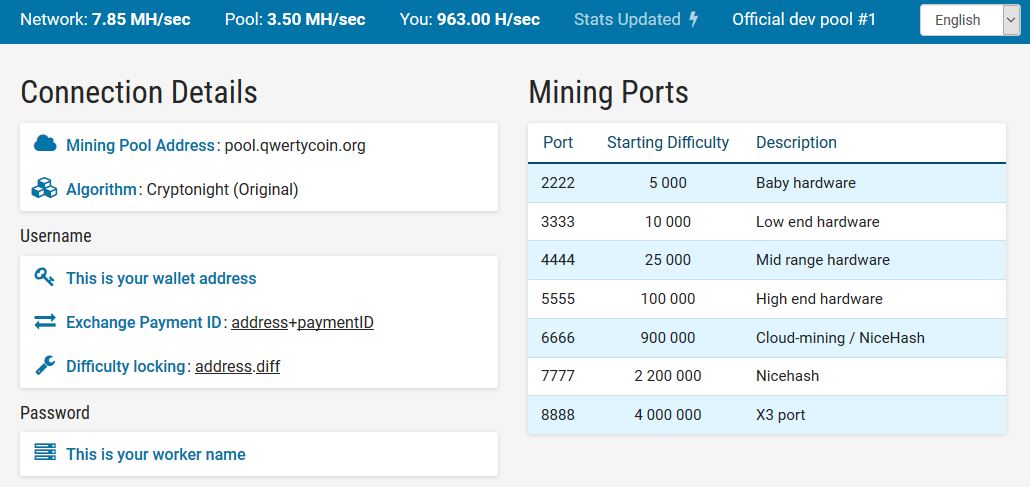 Network: 7.85 MH/sec Pool: 3.50 MH/sec You: 963.00 H/sec Stats Updated Official dev pool #1 English
Connection Details
Mining Pool Address: pool.qwertycoin.org
Algorithm: Cryptonight (Original)
Username
This is your wallet address
Exchange Payment ID: address+paymentID
Difficulty locking: address.diff
Password
This is your worker name
Mining Ports
Port Starting Difficulty Description
2222 5 000 Baby hardware
3333 10 000 Low end hardware
4444 25 000 Mid range hardware
5555 100 000 High end hardware
6666 900 000 Cloud-mining / NiceHash
7777 2 200 000 Nicehash
8888 4 000 000 X3 port